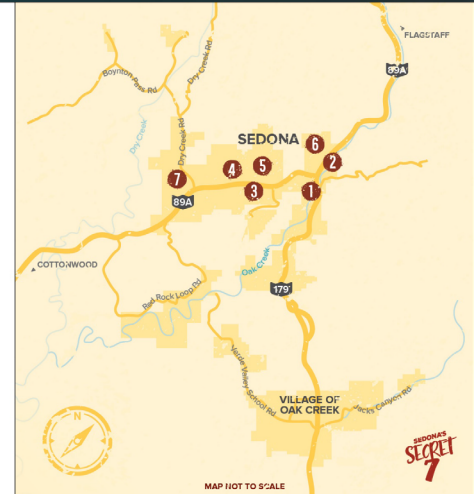 FLAGSTAFF
89A
Boynton Pass Rd
Dry Creek Rd
Dry Creek
Dry Creek Rd
SEDONA
6
2
5
4
7
3
1
89A
COTTONWOOD
Oak Creek
179
Red Rock Loop Rd
Verde Valley School Rd
VILLAGE OF
OAK CREEK
Jacks Canyon Rd
N
SEDONA'S
SECRET
7
MAP NOT TO SCALE